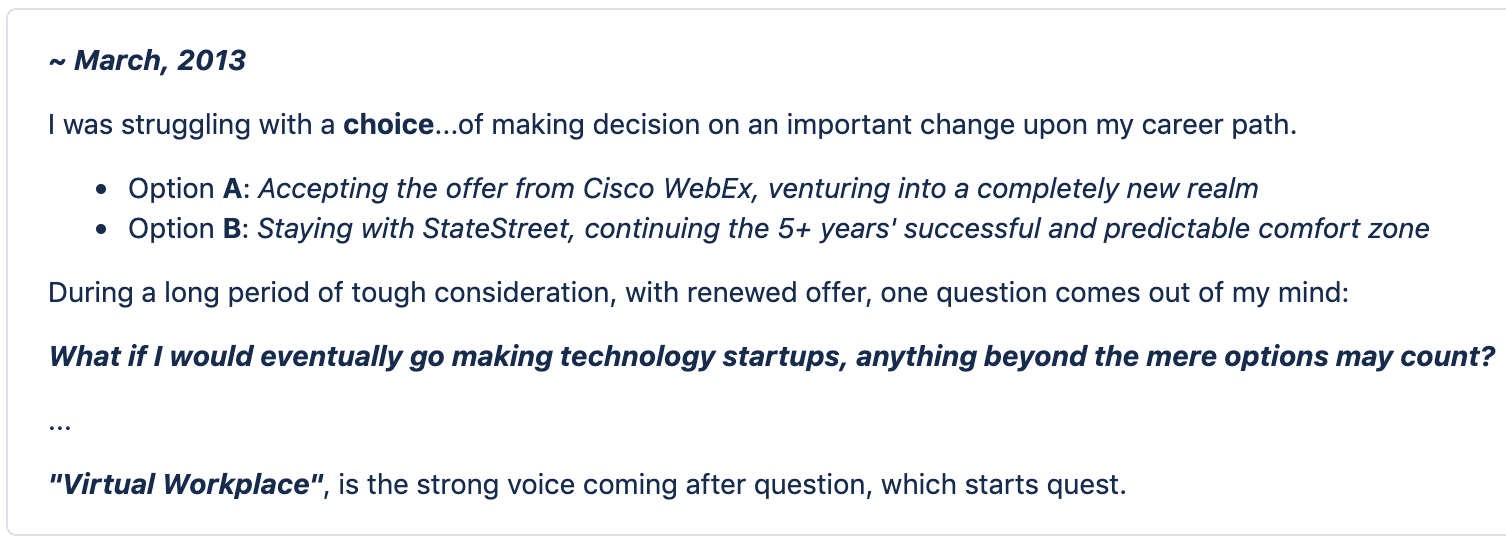 ~ March, 2013
I was struggling with a choice...of making decision on an important change upon my career path.
• Option A: Accepting the offer from Cisco WebEx, venturing into a completely new realm
• Option B: Staying with StateStreet, continuing the 5+ years' successful and predictable comfort zone
During a long period of tough consideration, with renewed offer, one question comes out of my mind:
What if I would eventually go making technology startups, anything beyond the mere options may count?
...
"Virtual Workplace", is the strong voice coming after question, which starts quest.